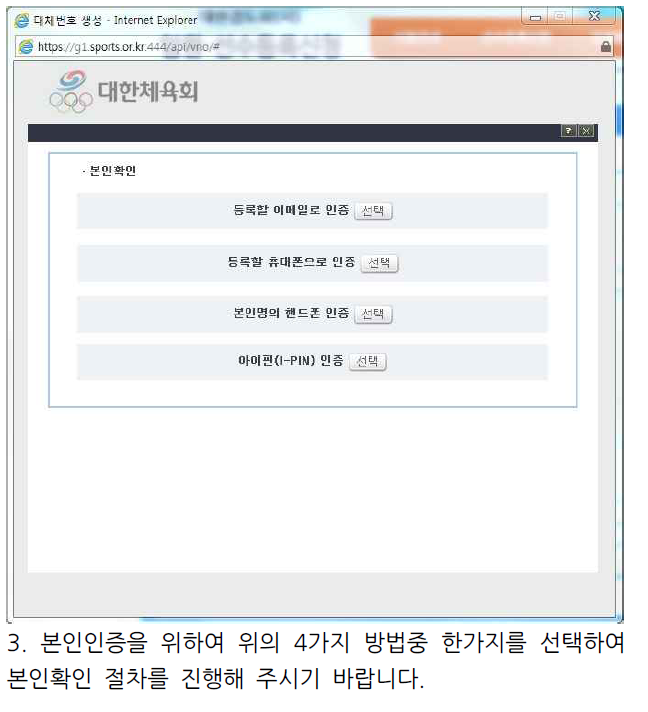 대체번호 생성 - Internet Explorer
https://g1.sports.or.kr:444/api/vno/#
대한체육회
· 본인확인
등록할 이메일로 인증 선택
등록할 휴대폰으로 인증 선택
본인명의 핸드폰 인증 선택
아이핀(I-PIN) 인증 선택
3. 본인인증을 위하여 위의 4가지 방법중 한가지를 선택하여
본인확인 절차를 진행해 주시기 바랍니다.